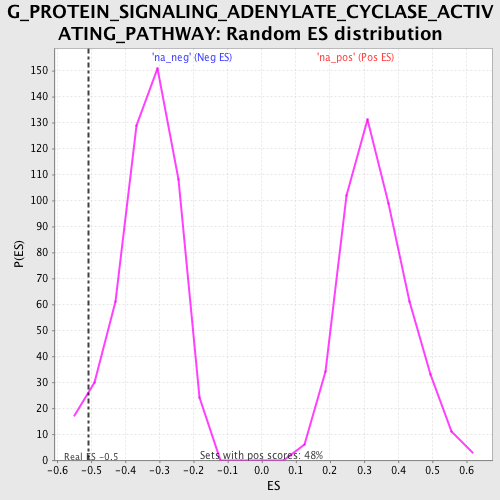 G_PROTEIN_SIGNALING_ADENYLATE_CYCLASE_ACTIV
ATING_PATHWAY: Random ES distribution
'na_neg' (Neg ES)
'na_pos' (Pos ES)
150
140
130
120
110
100
90
80
70
60
50
40
30
20
10
0
P(ES)
Real ES -0.5
Sets with pos scores: 48%
-0.6 -0.5 -0.4 -0.3 -0.2 -0.1 0.0 0.1 0.2 0.3 0.4 0.5 0.6
ES